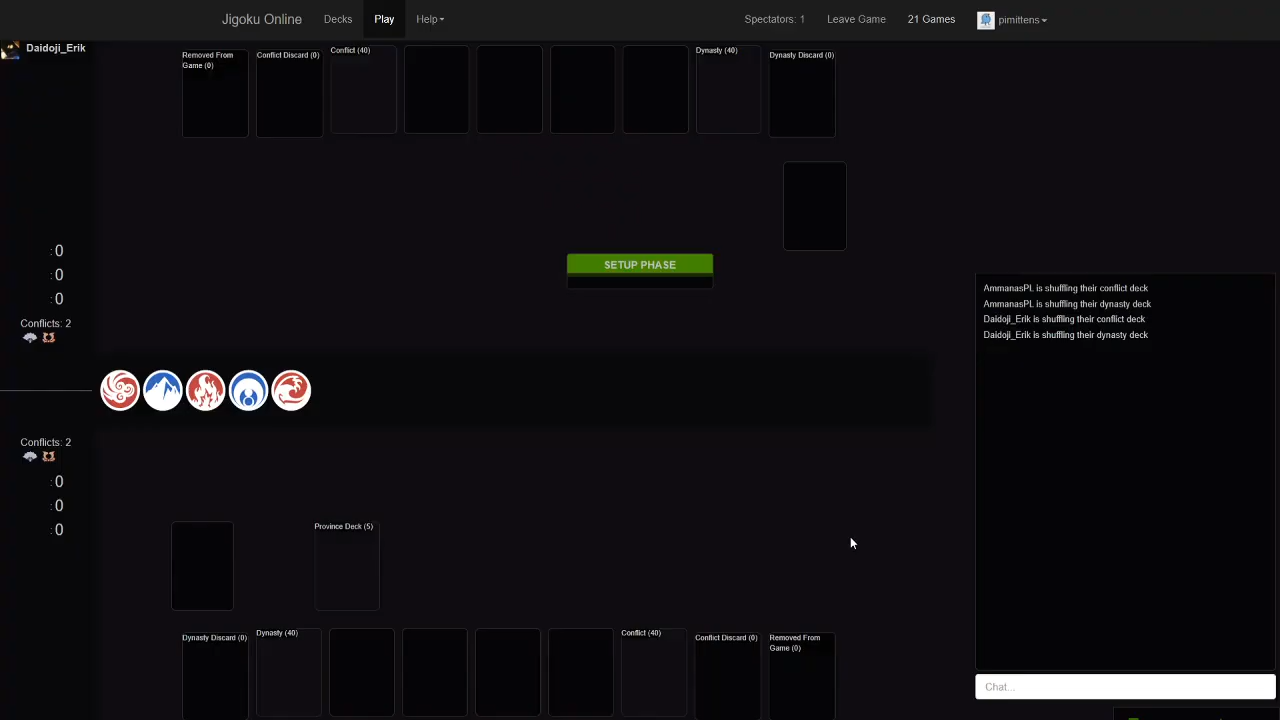 Jigoku Online
Decks
Play
Help
Spectators: 1
Leave Game
21 Games
pimittens
Daidoji_Erik
Removed From
Game (0)
Conflict Discard (0)
Conflict (40)
Dynasty (40)
Dynasty Discard (0)
:0
:0
:0
Conflicts: 2
SETUP PHASE
AmmanasPL is shuffling their conflict deck
AmmanasPL is shuffling their dynasty deck
Daidoji_Erik is shuffling their conflict deck
Daidoji_Erik is shuffling their dynasty deck
Conflicts: 2
:0
:0
:0
Province Deck (5)
Dynasty Discard (0)
Dynasty (40)
Conflict (40)
Conflict Discard (0)
Removed From
Game (0)
Chat...